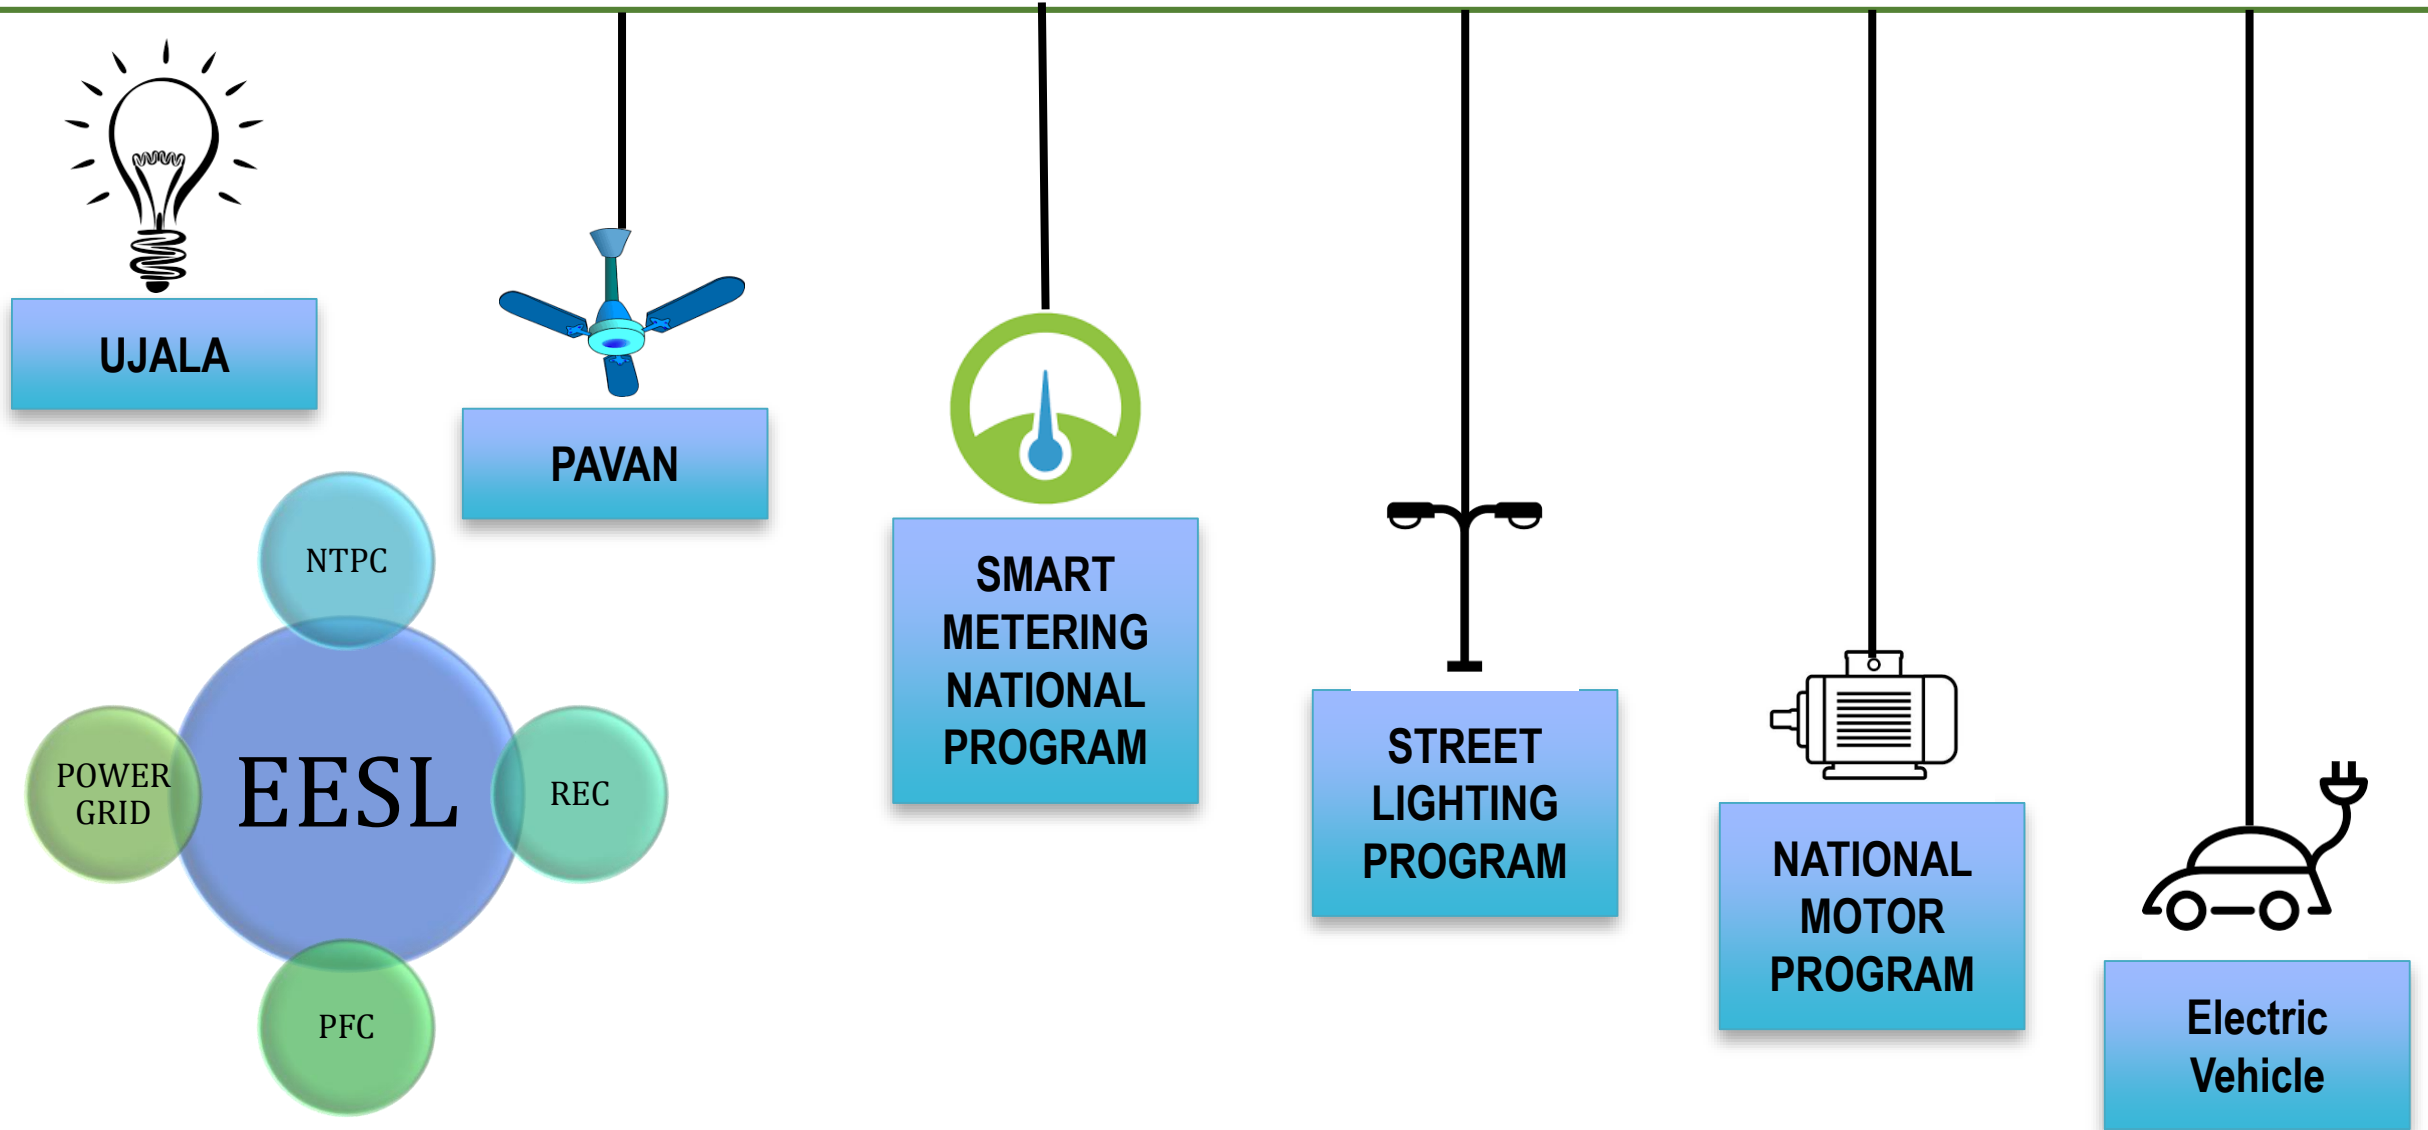 UJALA
PAVAN
SMART
METERING
NATIONAL
PROGRAM
STREET
LIGHTING
PROGRAM
NATIONAL
MOTOR
PROGRAM
Electric
Vehicle
NTPC
POWER
GRID
EESL
REC
PFC